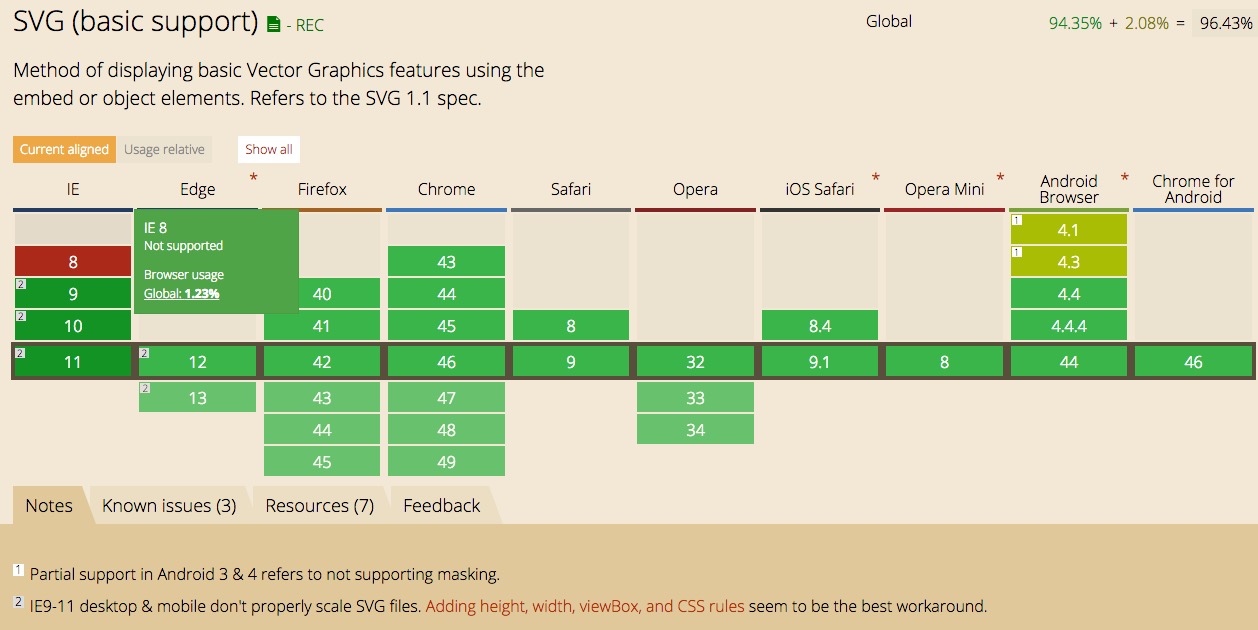 SVG (basic support) - REC
Global 94.35% + 2.08% = 96.43%
Method of displaying basic Vector Graphics features using the
embed or object elements. Refers to the SVG 1.1 spec.
Current aligned Usage relative Show all
IE Edge * Firefox Chrome Safari Opera iOS Safari * Opera Mini * Android Browser * Chrome for Android
IE 8
Not supported
Browser usage
Global: 1.23%
1 4.1
8 43 1 4.3
2 9 40 44 4.4
2 10 41 45 8 8.4 4.4.4
2 11 2 12 42 46 9 32 9.1 8 44 46
2 13 43 47 33
44 48 34
45 49
Notes Known issues (3) Resources (7) Feedback
1 Partial support in Android 3 & 4 refers to not supporting masking.
2 IE9-11 desktop & mobile don't properly scale SVG files. Adding height, width, viewBox, and CSS rules seem to be the best workaround.